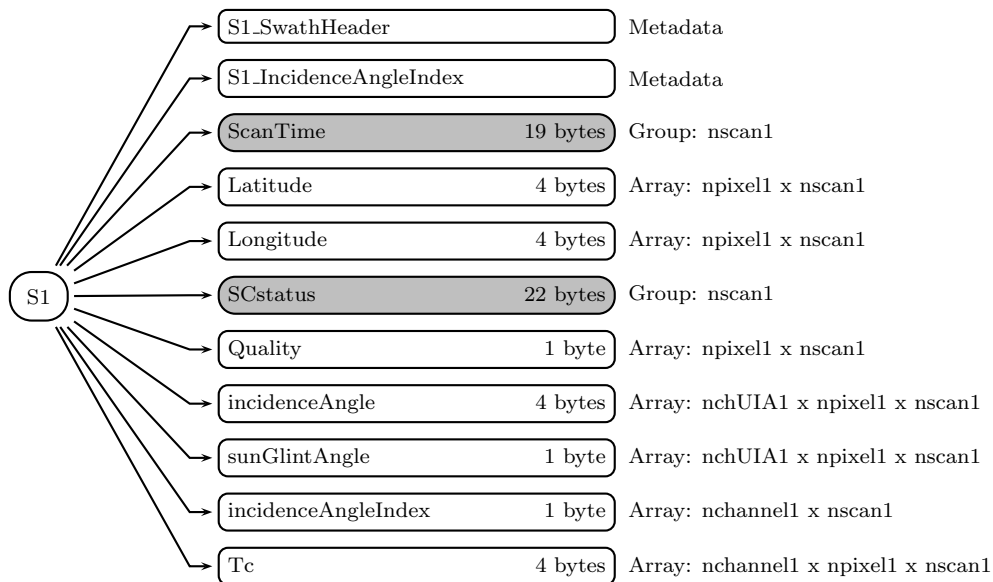 S1_SwathHeader Metadata
S1_IncidenceAngleIndex Metadata
ScanTime 19 bytes Group: nscan1
Latitude 4 bytes Array: npixel1 x nscan1
Longitude 4 bytes Array: npixel1 x nscan1
S1 SCstatus 22 bytes Group: nscan1
Quality 1 byte Array: npixel1 x nscan1
incidenceAngle 4 bytes Array: nchUIA1 x npixel1 x nscan1
sunGlintAngle 1 byte Array: nchUIA1 x npixel1 x nscan1
incidenceAngleIndex 1 byte Array: nchannel1 x nscan1
Tc 4 bytes Array: nchannel1 x npixel1 x nscan1